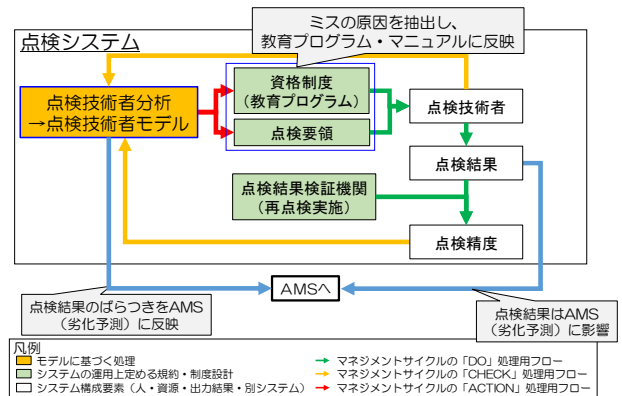 ミスの原因を抽出し、
教育プログラム・マニュアルに反映
点検システム
点検技術者分析
→点検技術者モデル
資格制度
（教育プログラム）
点検要領
点検技術者
点検結果
点検結果検証機関
（再点検実施）
点検精度
AMSへ
点検結果のばらつきをAMS
（劣化予測）に反映
点検結果はAMS
（劣化予測）に影響
凡例
モデルに基づく処理
システムの運用上定める規約・制度設計
システム構成要素（人・資源・出力結果・別システム）
マネジメントサイクルの「DO」処理用フロー
マネジメントサイクルの「CHECK」処理用フロー
マネジメントサイクルの「ACTION」処理用フロー